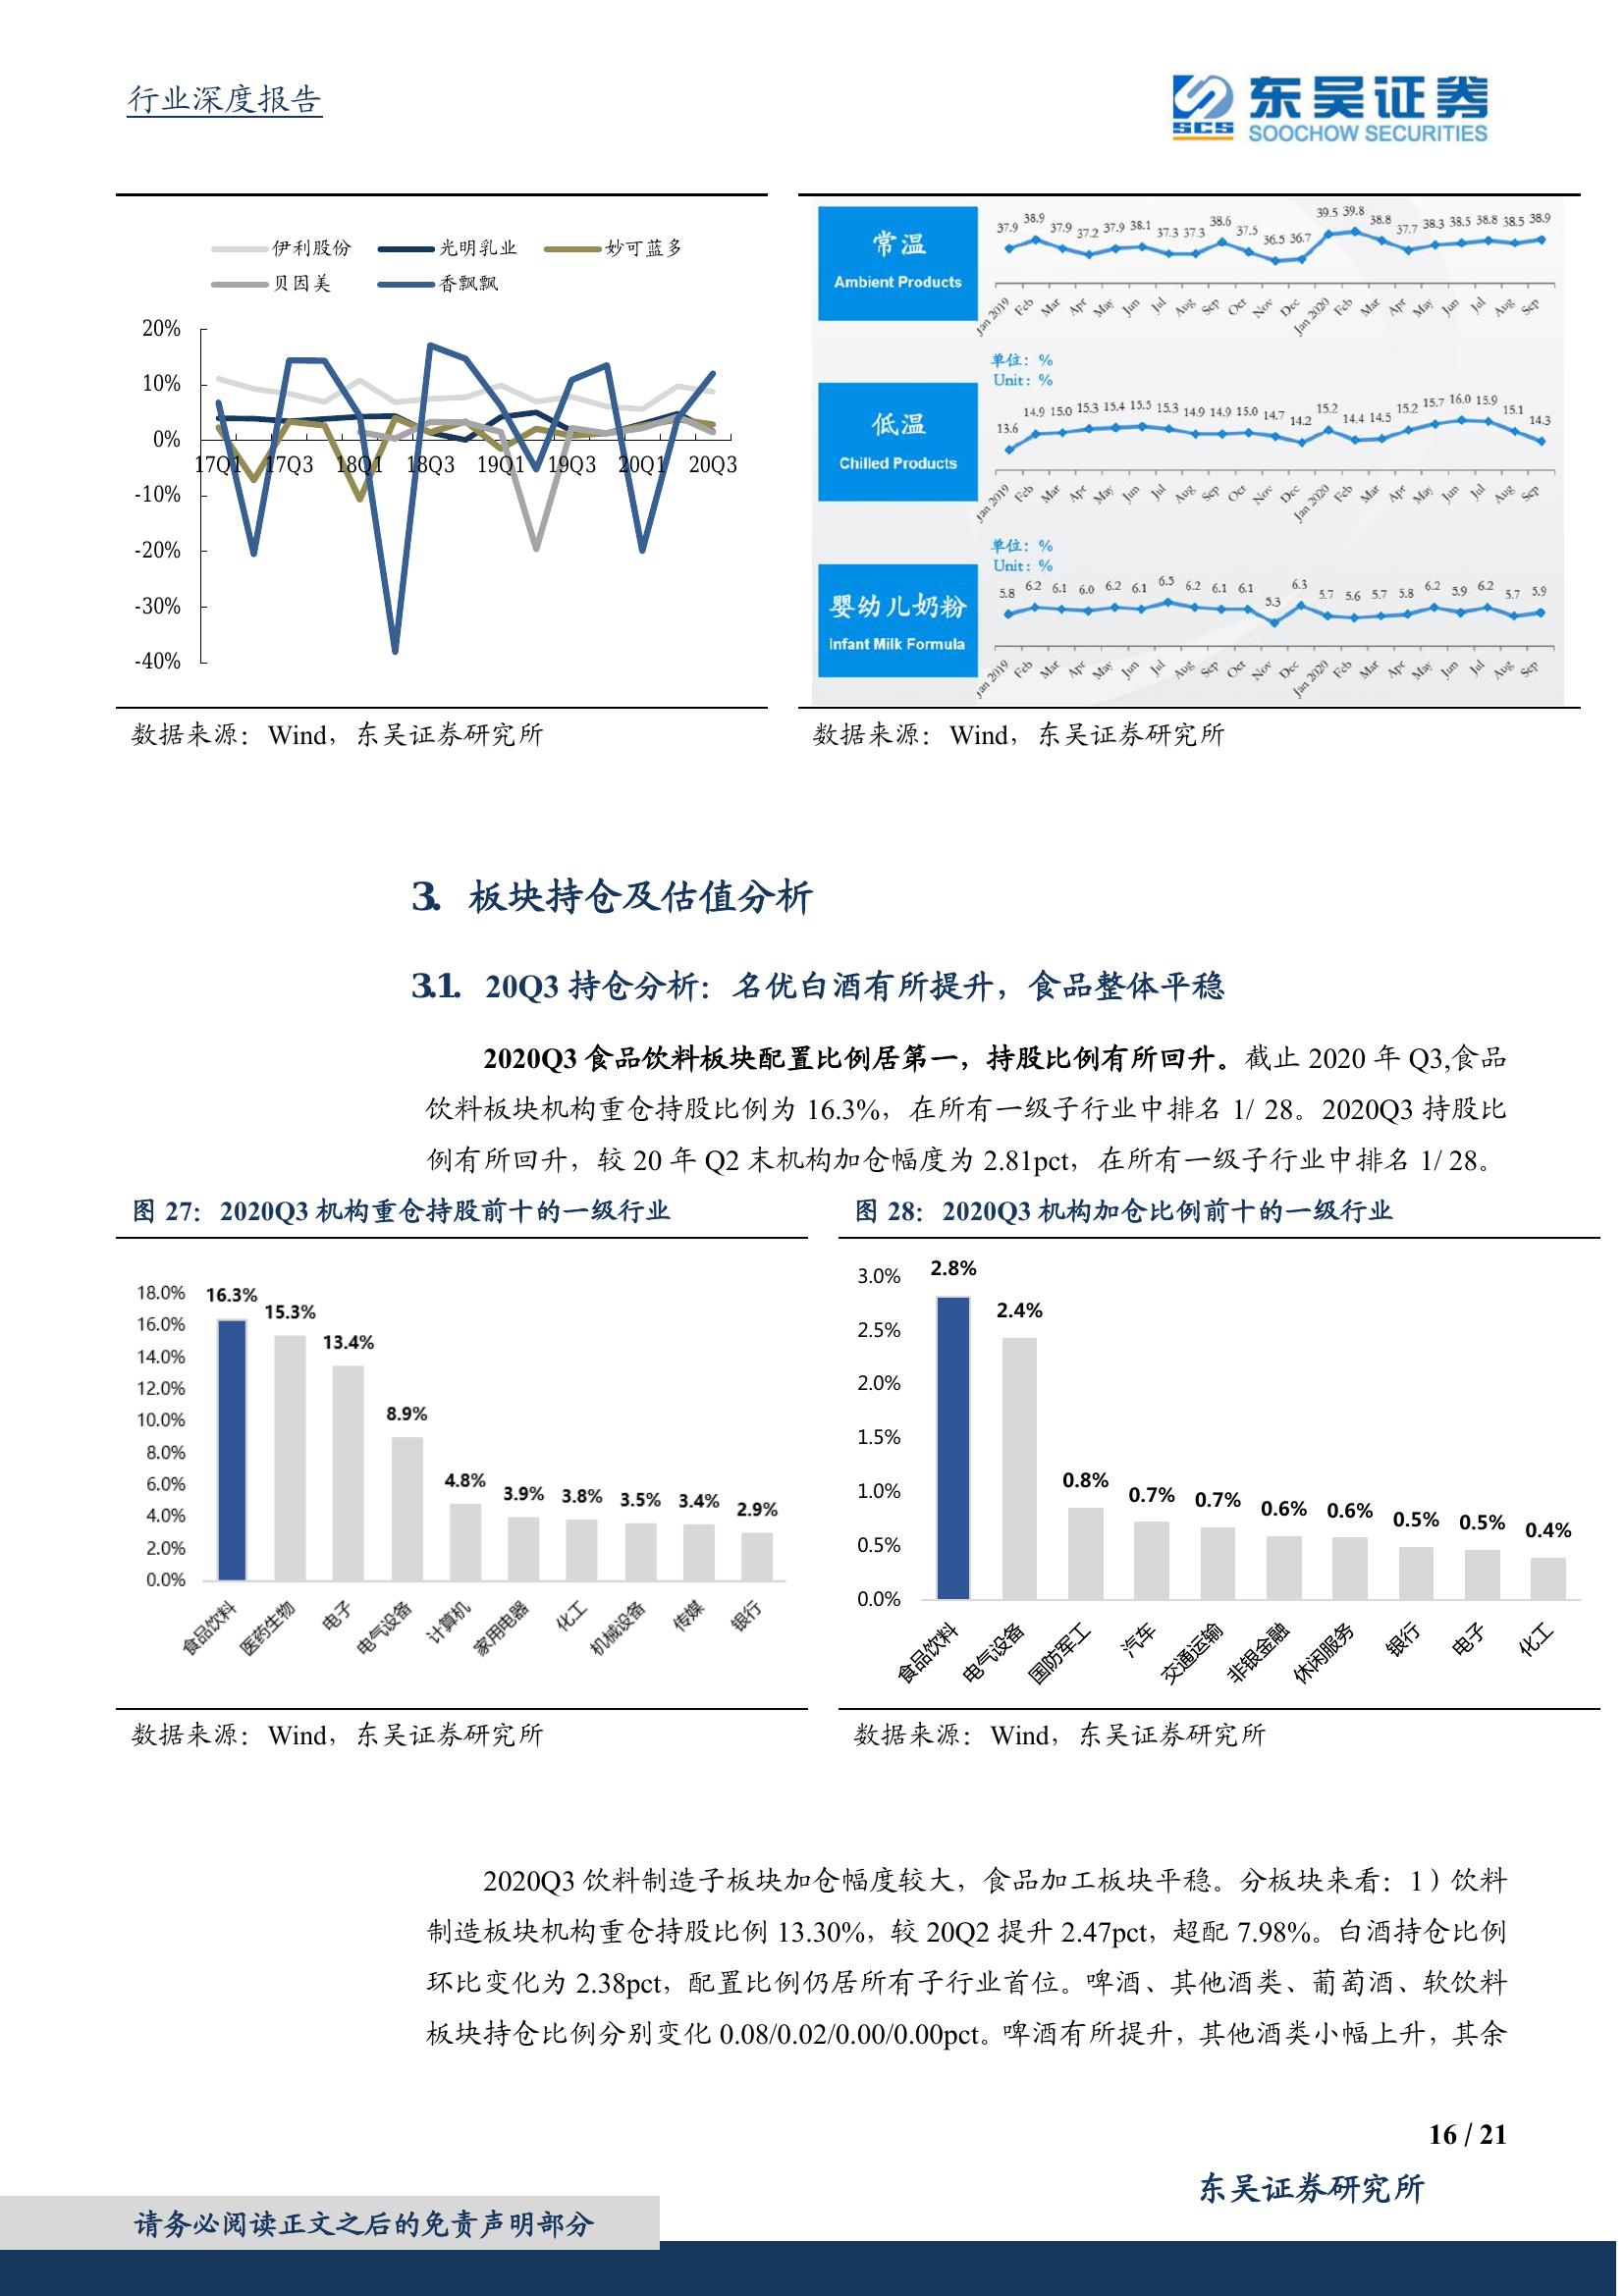 行业深度报告
SCS
东吴证券
SOOCHOW SECURITIES
伊利股份 光明乳业 妙可蓝多
贝因美 香飘飘
20%
10%
0%
-10%
-20%
-30%
-40%
17Q1 17Q3 18Q1 18Q3 19Q1 19Q3 20Q1 20Q3
常温
Ambient Products
37.9 38.9 37.9 37.2 37.9 38.1 37.3 37.3 38.6 37.5 36.5 36.7 39.5 39.8 38.8 37.7 38.3 38.5 38.8 38.5 38.9
Jan 2019 Feb Mar Apr May Jun Jul Aug Sep Oct Nov Dec Jan 2020 Feb Mar Apr May Jun Jul Aug Sep
单位：%
Unit：%
低温
Chilled Products
13.6 14.9 15.0 15.3 15.4 15.5 15.3 14.9 14.9 15.0 14.7 14.2 15.2 14.4 14.5 15.2 15.7 16.0 15.9 15.1 14.3
Jan 2019 Feb Mar Apr May Jun Jul Aug Sep Oct Nov Dec Jan 2020 Feb Mar Apr May Jun Jul Aug Sep
单位：%
Unit：%
婴幼儿奶粉
Infant Milk Formula
5.8 6.2 6.1 6.0 6.2 6.1 6.5 6.2 6.1 6.1 5.3 6.3 5.7 5.6 5.7 5.8 6.2 5.9 6.2 5.7 5.9
Jan 2019 Feb Mar Apr May Jun Jul Aug Sep Oct Nov Dec Jan 2020 Feb Mar Apr May Jun Jul Aug Sep
数据来源：Wind，东吴证券研究所
数据来源：Wind，东吴证券研究所
3. 板块持仓及估值分析
3.1. 20Q3 持仓分析：名优白酒有所提升，食品整体平稳
2020Q3 食品饮料板块配置比例居第一，持股比例有所回升。截止 2020 年 Q3,食品
饮料板块机构重仓持股比例为 16.3%，在所有一级子行业中排名 1/ 28。2020Q3 持股比
例有所回升，较 20 年 Q2 末机构加仓幅度为 2.81pct，在所有一级子行业中排名 1/ 28。
图 27：2020Q3 机构重仓持股前十的一级行业
18.0%
16.0%
14.0%
12.0%
10.0%
8.0%
6.0%
4.0%
2.0%
0.0%
16.3% 15.3% 13.4% 8.9% 4.8% 3.9% 3.8% 3.5% 3.4% 2.9%
食品饮料 医药生物 电子 电气设备 计算机 家用电器 化工 机械设备 传媒 银行
数据来源：Wind，东吴证券研究所
图 28：2020Q3 机构加仓比例前十的一级行业
3.0%
2.5%
2.0%
1.5%
1.0%
0.5%
0.0%
2.8% 2.4% 0.8% 0.7% 0.7% 0.6% 0.6% 0.5% 0.5% 0.4%
食品饮料 电气设备 国防军工 汽车 交通运输 非银金融 休闲服务 银行 电子 化工
数据来源：Wind，东吴证券研究所
2020Q3 饮料制造子板块加仓幅度较大，食品加工板块平稳。分板块来看：1）饮料
制造板块机构重仓持股比例 13.30%，较 20Q2 提升 2.47pct，超配 7.98%。白酒持仓比例
环比变化为 2.38pct，配置比例仍居所有子行业首位。啤酒、其他酒类、葡萄酒、软饮料
板块持仓比例分别变化 0.08/0.02/0.00/0.00pct。啤酒有所提升，其他酒类小幅上升，其余
16 / 21
东吴证券研究所
请务必阅读正文之后的免责声明部分